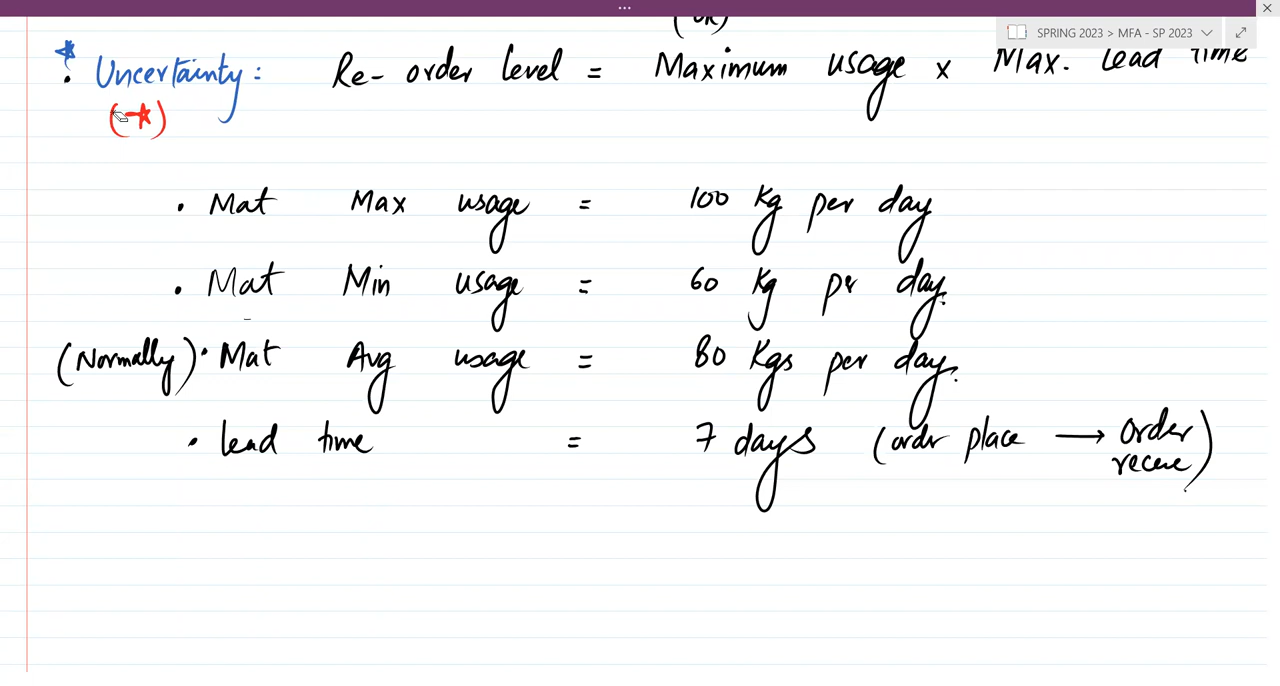 ...
(OR)
SPRING 2023 > MFA - SP 2023
• Uncertainty: Re-order level = Maximum usage x Max. Lead time
• Mat Max usage = 100 Kg per day
• Mat Min usage = 60 Kg per day.
(Normally) • Mat Avg usage = 80 Kgs per day.
• Lead time = 7 days (order place → order
receve)